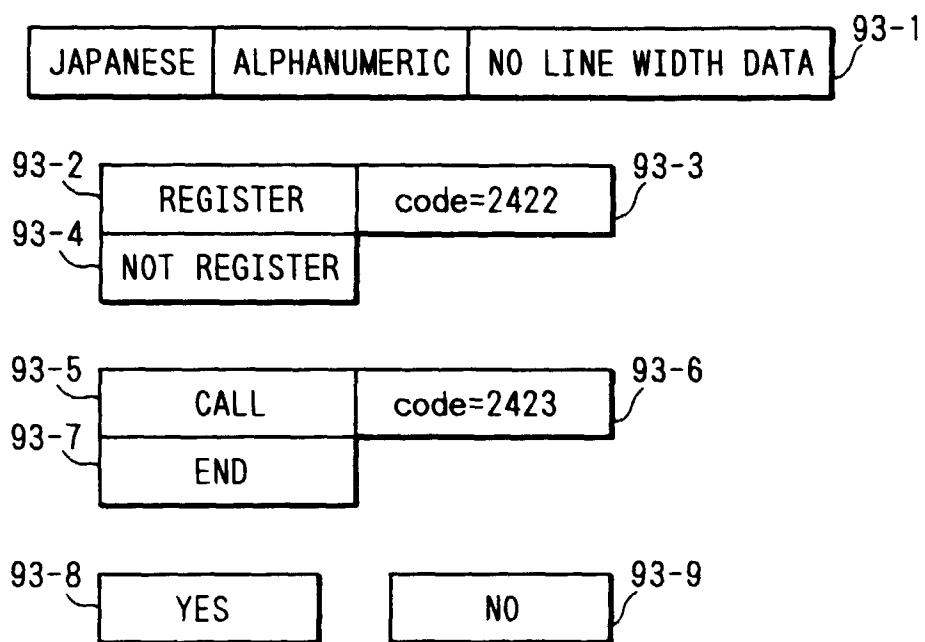 93-1
JAPANESE ALPHANUMERIC NO LINE WIDTH DATA
93-2 REGISTER code=2422 93-3
93-4 NOT REGISTER
93-5 CALL code=2423 93-6
93-7 END
93-8 YES NO 93-9